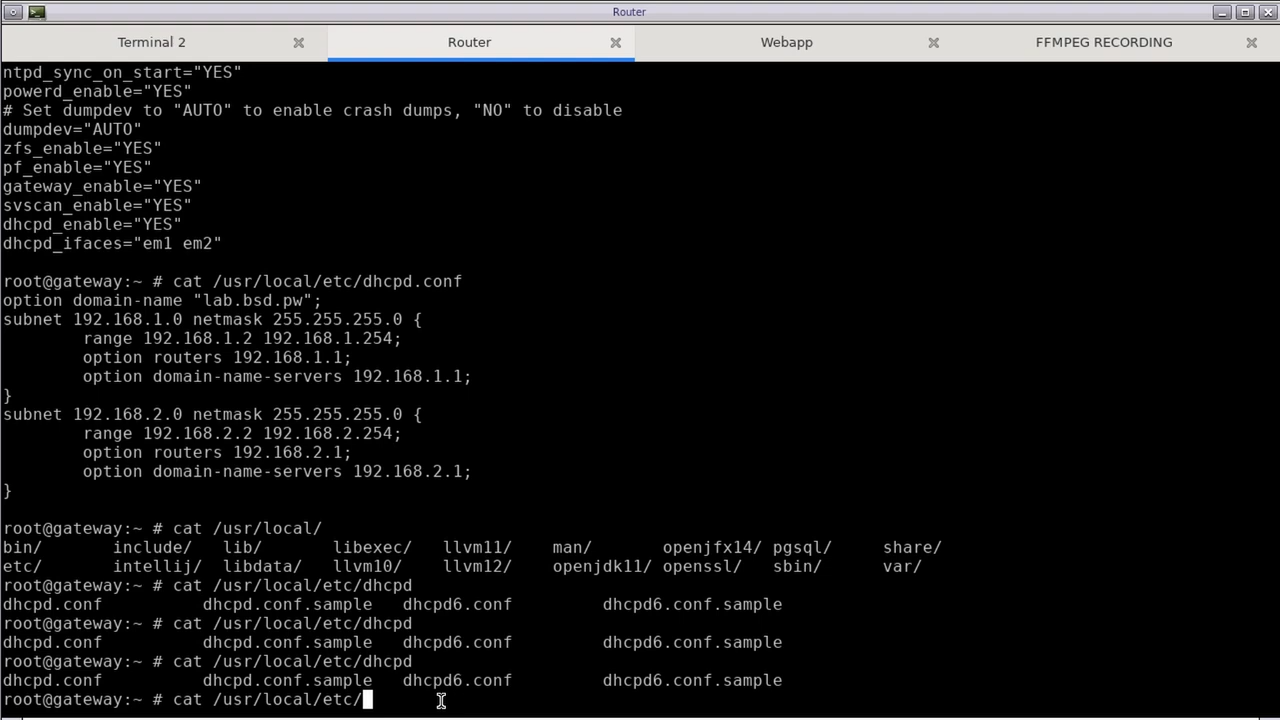 Router
Terminal 2 Router Webapp FFMPEG RECORDING
ntpd_sync_on_start="YES"
powerd_enable="YES"
# Set dumpdev to "AUTO" to enable crash dumps, "NO" to disable
dumpdev="AUTO"
zfs_enable="YES"
pf_enable="YES"
gateway_enable="YES"
svscan_enable="YES"
dhcpd_enable="YES"
dhcpd_ifaces="em1 em2"
root@gateway:~ # cat /usr/local/etc/dhcpd.conf
option domain-name "lab.bsd.pw";
subnet 192.168.1.0 netmask 255.255.255.0 {
        range 192.168.1.2 192.168.1.254;
        option routers 192.168.1.1;
        option domain-name-servers 192.168.1.1;
}
subnet 192.168.2.0 netmask 255.255.255.0 {
        range 192.168.2.2 192.168.2.254;
        option routers 192.168.2.1;
        option domain-name-servers 192.168.2.1;
}
root@gateway:~ # cat /usr/local/
bin/       include/   lib/       libexec/   llvm11/    man/       openjfx14/ pgsql/     share/
etc/       intellij/  libdata/   llvm10/    llvm12/    openjdk11/ openssl/   sbin/      var/
root@gateway:~ # cat /usr/local/etc/dhcpd
dhcpd.conf          dhcpd.conf.sample   dhcpd6.conf         dhcpd6.conf.sample
root@gateway:~ # cat /usr/local/etc/dhcpd
dhcpd.conf          dhcpd.conf.sample   dhcpd6.conf         dhcpd6.conf.sample
root@gateway:~ # cat /usr/local/etc/dhcpd
dhcpd.conf          dhcpd.conf.sample   dhcpd6.conf         dhcpd6.conf.sample
root@gateway:~ # cat /usr/local/etc/